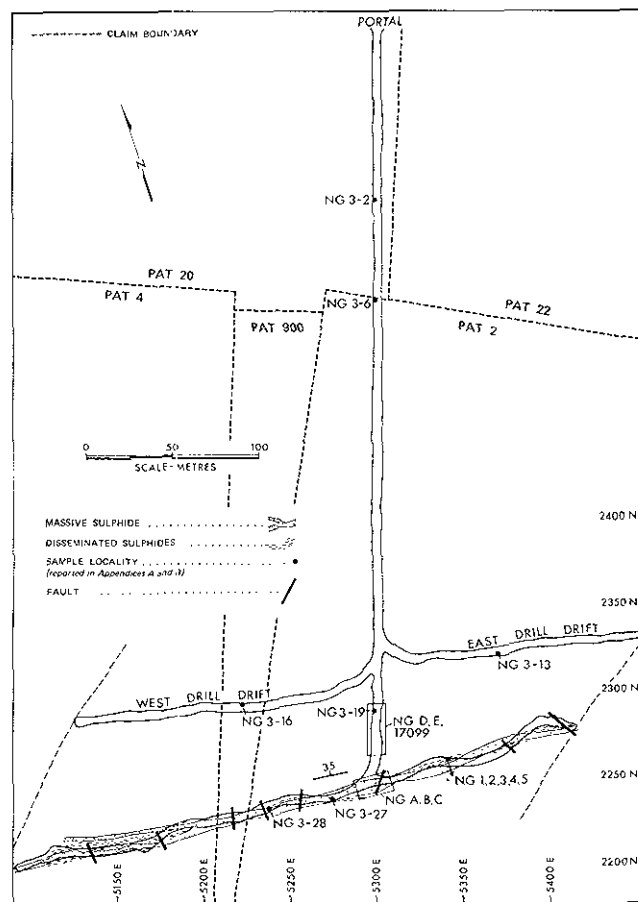 PORTAL
CLAIM BOUNDARY
N
NG 3-2
PAT 20
PAT 4
NG 3-6
PAT 22
PAT 2
PAT 900
0 50 100
SCALE-METRES
MASSIVE SULPHIDE
DISSEMINATED SULPHIDES
SAMPLE LOCALITY
(reported in Appendices A and B)
FAULT
2400 N
2350 N
EAST DRILL DRIFT
NG 3-13
2300 N
WEST DRILL DRIFT
NG 3-16
NG 3-19
NG D, E,
17099
35
2250 N
NG 1,2,3,4,5
NG A,B,C
NG 3-27
NG 3-28
2200 N
5150 E
5200 E
5250 E
5300 E
5350 E
5400 E